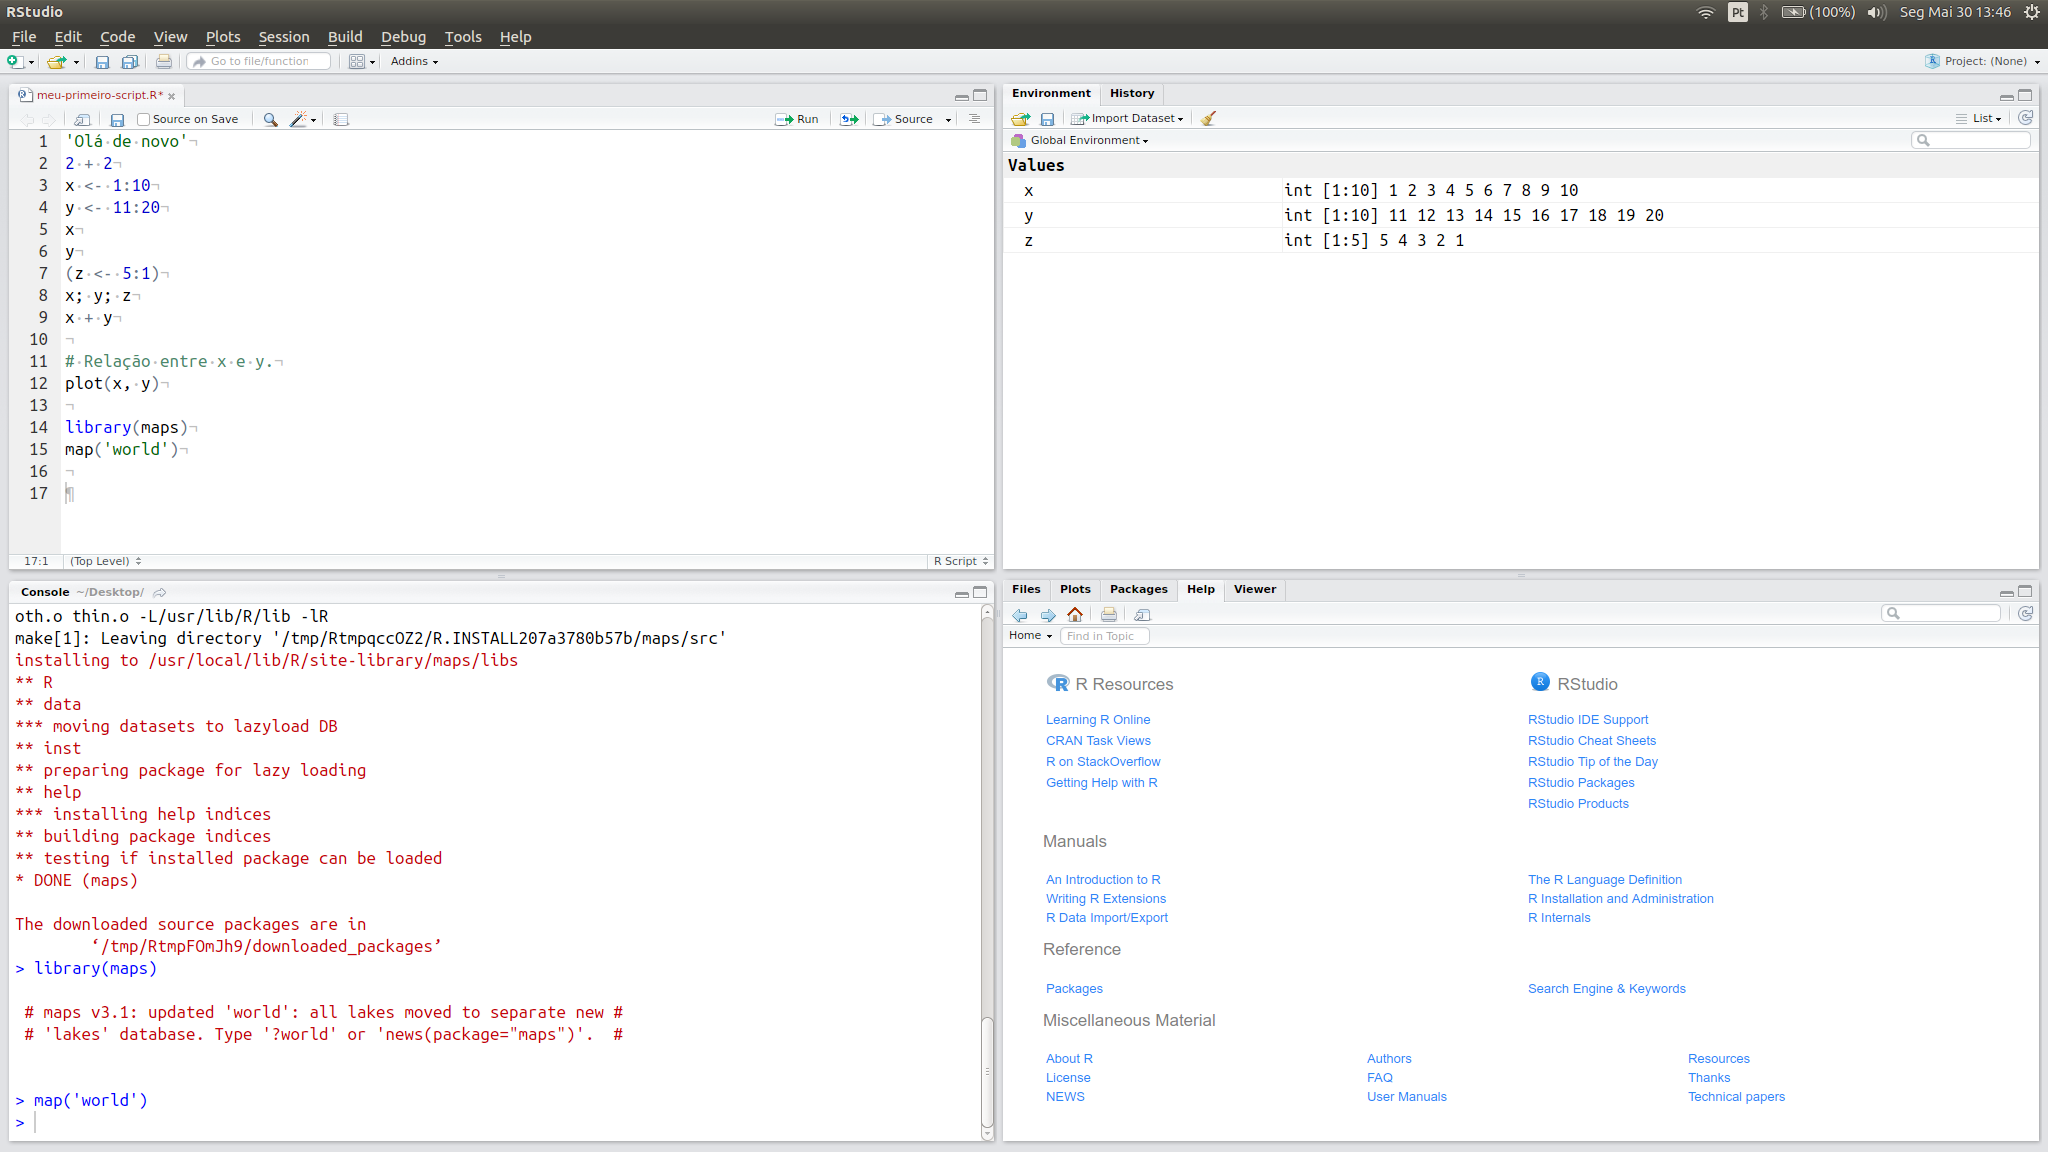 RStudio
Pt (100%) Seg Mai 30 13:46
File Edit Code View Plots Session Build Debug Tools Help
Go to file/function Addins Project: (None)
meu-primeiro-script.R*
Source on Save Run Source
1 'Olá de novo'
2 2 + 2
3 x <- 1:10
4 y <- 11:20
5 x
6 y
7 (z <- 5:1)
8 x; y; z
9 x + y
10
11 # Relação entre x e y.
12 plot(x, y)
13
14 library(maps)
15 map('world')
16
17
17:1 (Top Level) R Script
Console ~/Desktop/
oth.o thin.o -L/usr/lib/R/lib -lR
make[1]: Leaving directory '/tmp/RtmpqccOZ2/R.INSTALL207a3780b57b/maps/src'
installing to /usr/local/lib/R/site-library/maps/libs
** R
** data
*** moving datasets to lazyload DB
** inst
** preparing package for lazy loading
** help
*** installing help indices
** building package indices
** testing if installed package can be loaded
* DONE (maps)
The downloaded source packages are in
‘/tmp/RtmpFOmJh9/downloaded_packages’
> library(maps)
# maps v3.1: updated 'world': all lakes moved to separate new #
# 'lakes' database. Type '?world' or 'news(package="maps")'. #
> map('world')
>
Environment History
Import Dataset List
Global Environment
Values
x int [1:10] 1 2 3 4 5 6 7 8 9 10
y int [1:10] 11 12 13 14 15 16 17 18 19 20
z int [1:5] 5 4 3 2 1
Files Plots Packages Help Viewer
Home Find in Topic
R Resources RStudio
Learning R Online RStudio IDE Support
CRAN Task Views RStudio Cheat Sheets
R on StackOverflow RStudio Tip of the Day
Getting Help with R RStudio Packages
RStudio Products
Manuals
An Introduction to R The R Language Definition
Writing R Extensions R Installation and Administration
R Data Import/Export R Internals
Reference
Packages Search Engine & Keywords
Miscellaneous Material
About R Authors Resources
License FAQ Thanks
NEWS User Manuals Technical papers